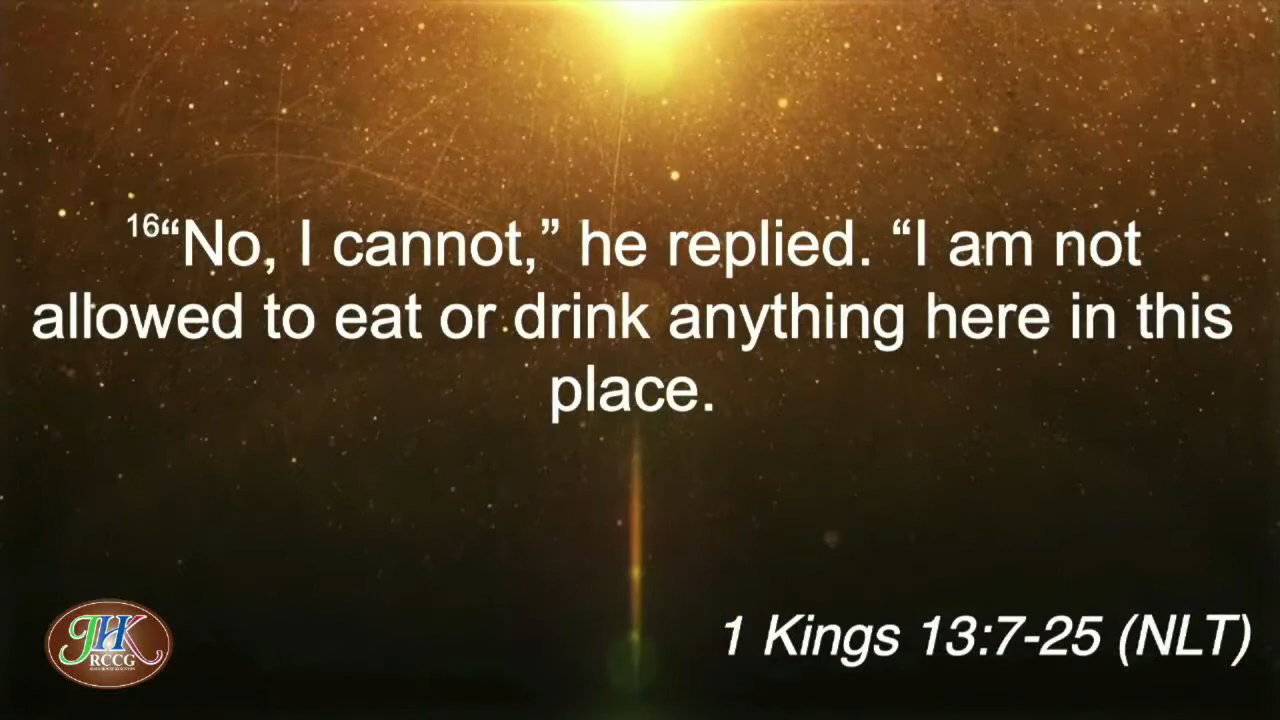 16“No, I cannot,” he replied. “I am not
allowed to eat or drink anything here in this
place.
1 Kings 13:7-25 (NLT)
JHK
RCCG